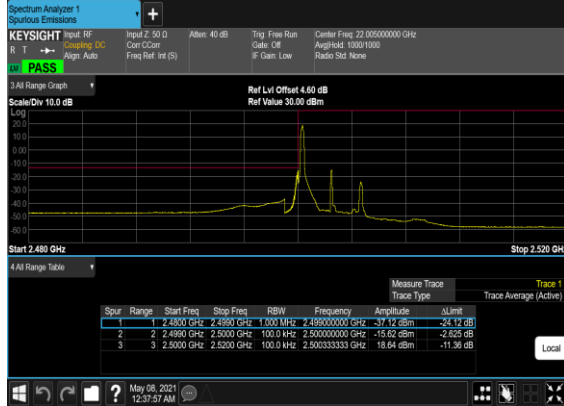 Spectrum Analyzer 1
Spurious Emissions
KEYSIGHT Input: RF Input Z: 50 Ω Atten: 40 dB Trig: Free Run Center Freq: 22.005000000 GHz
R T Coupling: DC Corr CCorr Gate: Off Avg|Hold: 1000/1000
Align: Auto Freq Ref: Int (S) IF Gain: Low Radio Std: None
PASS
3 All Range Graph
Ref Lvl Offset 4.60 dB
Scale/Div 10.0 dB Ref Value 30.00 dBm
Log
20.0
10.0
0.00
-10.0
-20.0
-30.0
-40.0
-50.0
-60.0
Start 2.480 GHz Stop 2.520 GH
4 All Range Table
Measure Trace Trace 1
Trace Type Trace Average (Active)
Spur Range Start Freq Stop Freq RBW Frequency Amplitude ΔLimit
1 1 2.4800 GHz 2.4990 GHz 1.000 MHz 2.499000000 GHz -37.12 dBm -24.12 dB
2 2 2.4990 GHz 2.5000 GHz 100.0 kHz 2.500000000 GHz -15.62 dBm -2.625 dB
3 3 2.5000 GHz 2.5200 GHz 100.0 kHz 2.500333333 GHz 18.64 dBm -11.36 dB
Local
? May 08, 2021
12:37:57 AM